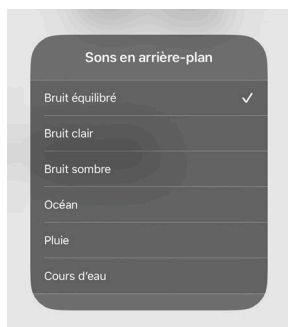 Sons en arrière-plan
Bruit équilibré
Bruit clair
Bruit sombre
Océan
Pluie
Cours d'eau